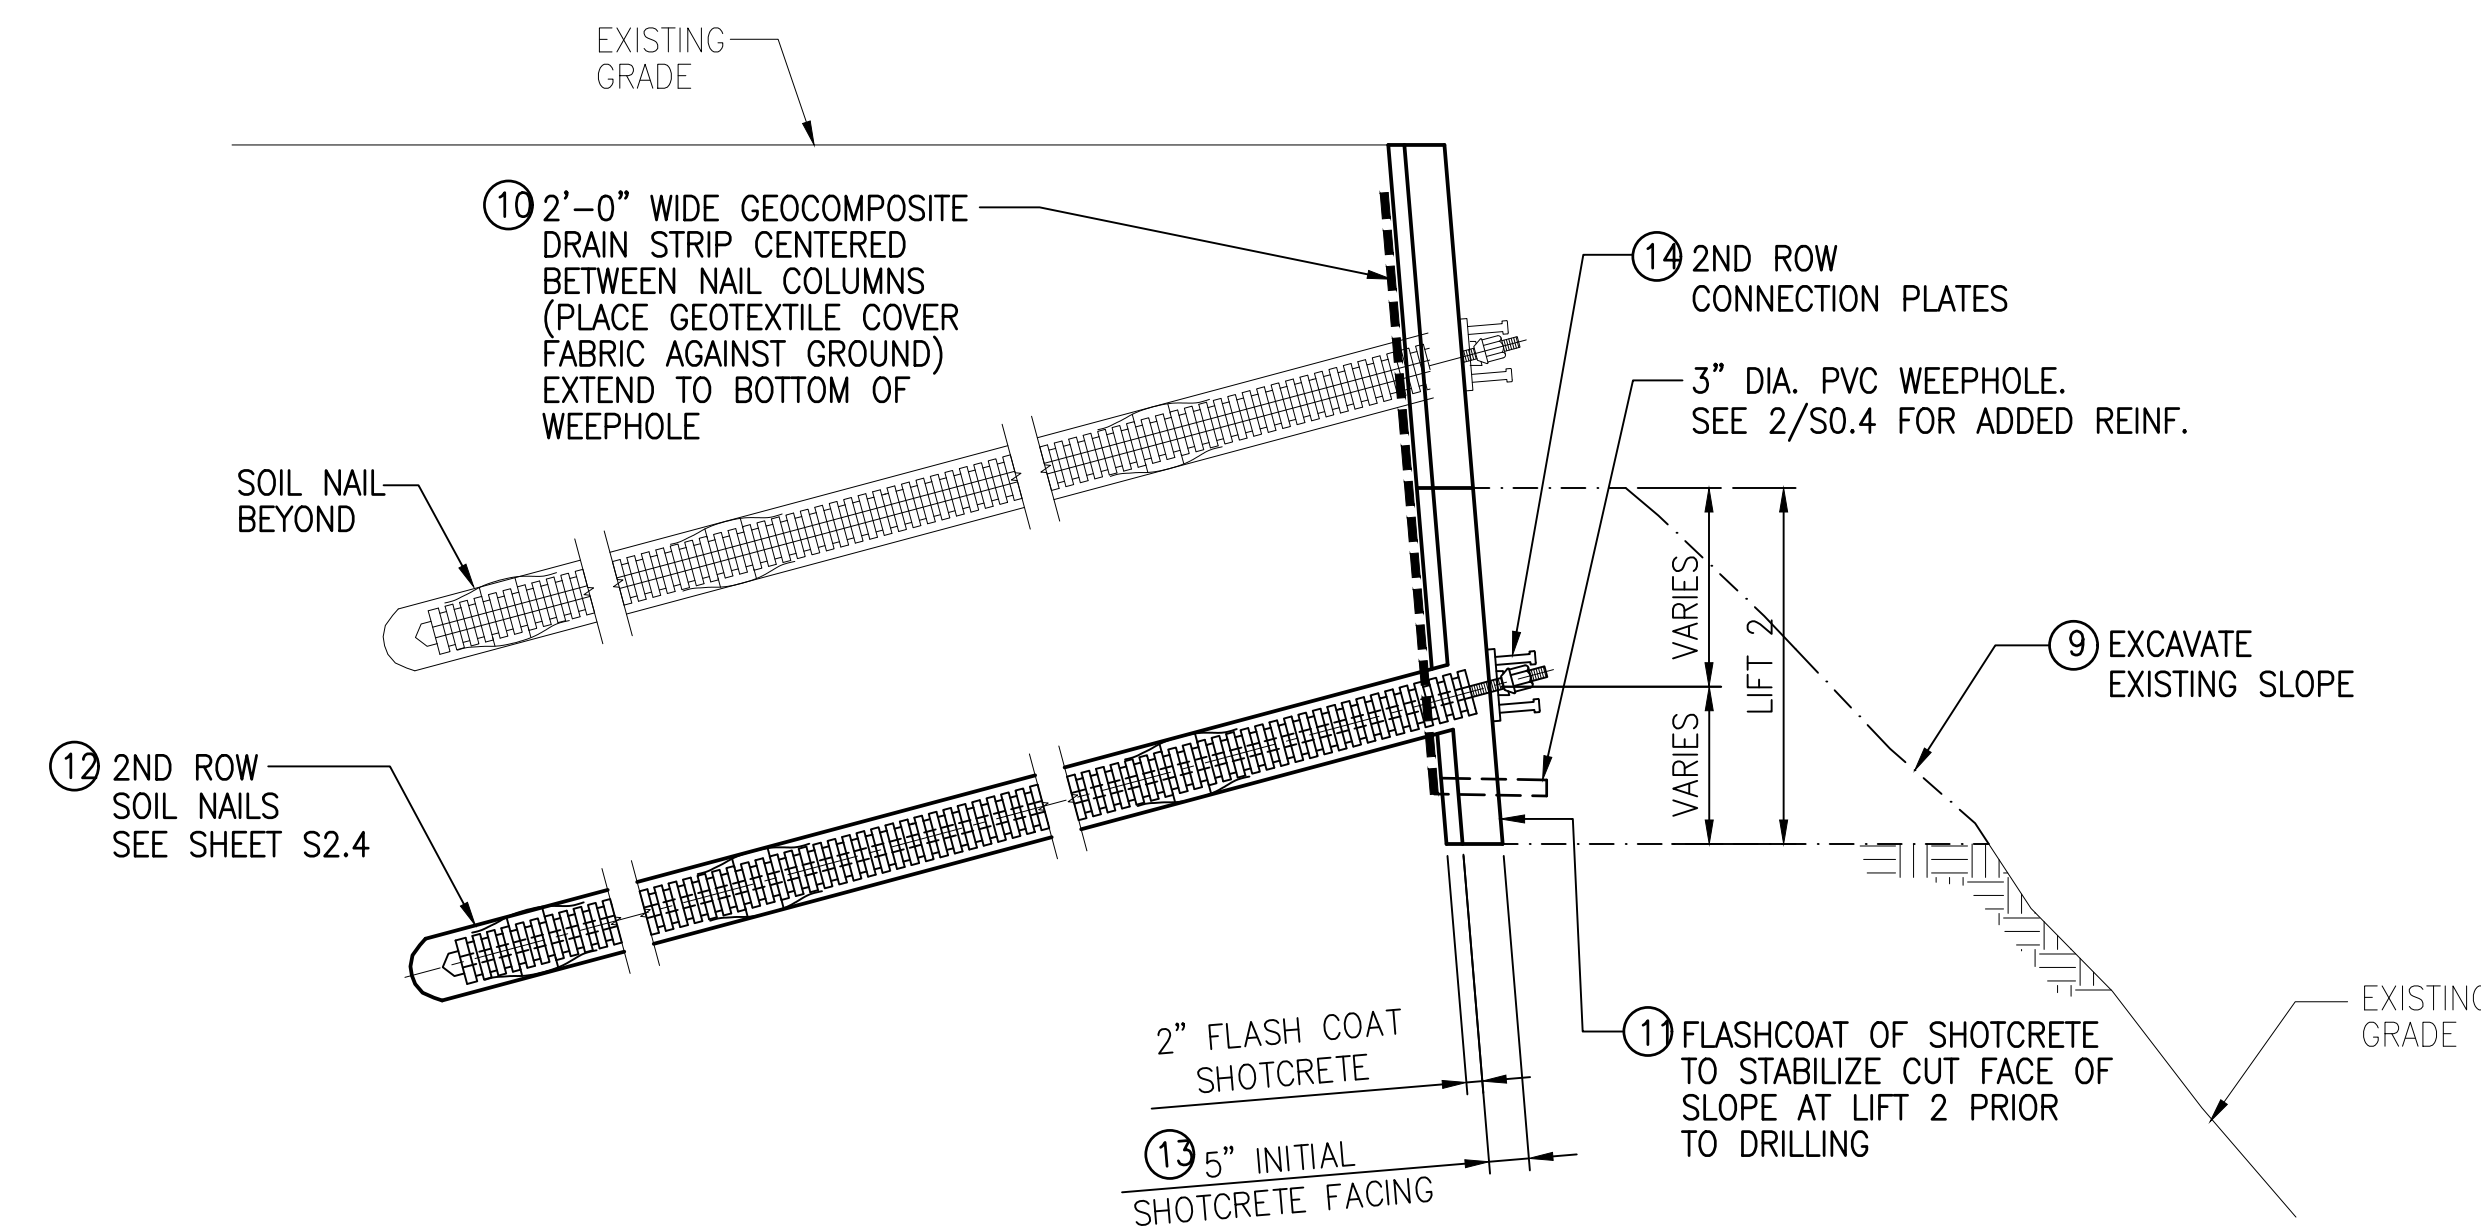 EXISTING
GRADE
10 2'-0" WIDE GEOCOMPOSITE
DRAIN STRIP CENTERED
BETWEEN NAIL COLUMNS
(PLACE GEOTEXTILE COVER
FABRIC AGAINST GROUND)
EXTEND TO BOTTOM OF
WEEPHOLE
14 2ND ROW
CONNECTION PLATES
3" DIA. PVC WEEPHOLE.
SEE 2/S0.4 FOR ADDED REINF.
SOIL NAIL
BEYOND
VARIES
LIFT 2
VARIES
9 EXCAVATE
EXISTING SLOPE
12 2ND ROW
SOIL NAILS
SEE SHEET S2.4
2" FLASH COAT
SHOTCRETE
13 5" INITIAL
SHOTCRETE FACING
11 FLASHCOAT OF SHOTCRETE
TO STABILIZE CUT FACE OF
SLOPE AT LIFT 2 PRIOR
TO DRILLING
EXISTING
GRADE